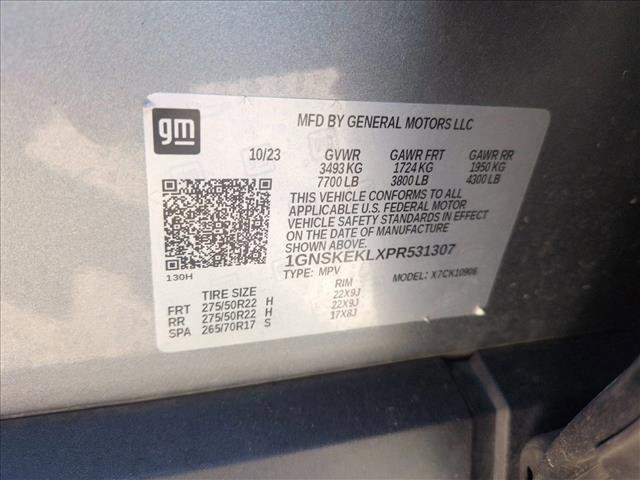 gm
MFD BY GENERAL MOTORS LLC
10/23 GVWR GAWR FRT GAWR RR
3493 KG 1724 KG 1950 KG
7700 LB 3800 LB 4300 LB
THIS VEHICLE CONFORMS TO ALL
APPLICABLE U.S. FEDERAL MOTOR
VEHICLE SAFETY STANDARDS IN EFFECT
ON THE DATE OF MANUFACTURE
SHOWN ABOVE.
130H
1GNSKEKLXPR531307
TYPE: MPV MODEL: X7CK10906
TIRE SIZE RIM
FRT 275/50R22 H 22X9J
RR 275/50R22 H 22X9J
SPA 265/70R17 S 17X8J